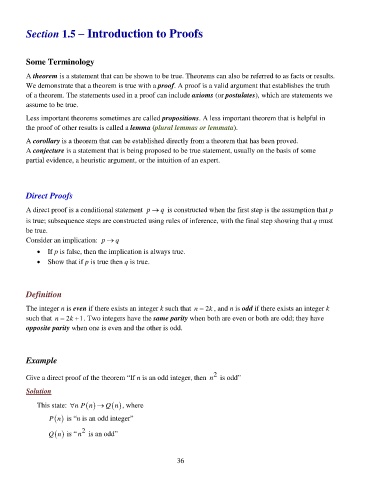 Section 1.5 – Introduction to Proofs
Some Terminology
A theorem is a statement that can be shown to be true. Theorems can also be referred to as facts or results.
We demonstrate that a theorem is true with a proof. A proof is a valid argument that establishes the truth
of a theorem. The statements used in a proof can include axioms (or postulates), which are statements we
assume to be true.
Less important theorems sometimes are called propositions. A less important theorem that is helpful in
the proof of other results is called a lemma (plural lemmas or lemmata).
A corollary is a theorem that can be established directly from a theorem that has been proved.
A conjecture is a statement that is being proposed to be true statement, usually on the basis of some
partial evidence, a heuristic argument, or the intuition of an expert.
Direct Proofs
A direct proof is a conditional statement p → q is constructed when the first step is the assumption that p
is true; subsequence steps are constructed using rules of inference, with the final step showing that q must
be true.
Consider an implication: p → q
• If p is false, then the implication is always true.
• Show that if p is true then q is true.
Definition
The integer n is even if there exists an integer k such that n = 2k , and n is odd if there exists an integer k
such that n = 2k + 1. Two integers have the same parity when both are even or both are odd; they have
opposite parity when one is even and the other is odd.
Example
Give a direct proof of the theorem “If n is an odd integer, then n² is odd”
Solution
This state: ∀n P(n) → Q(n), where
P(n) is “n is an odd integer”
Q(n) is “n² is an odd”
36